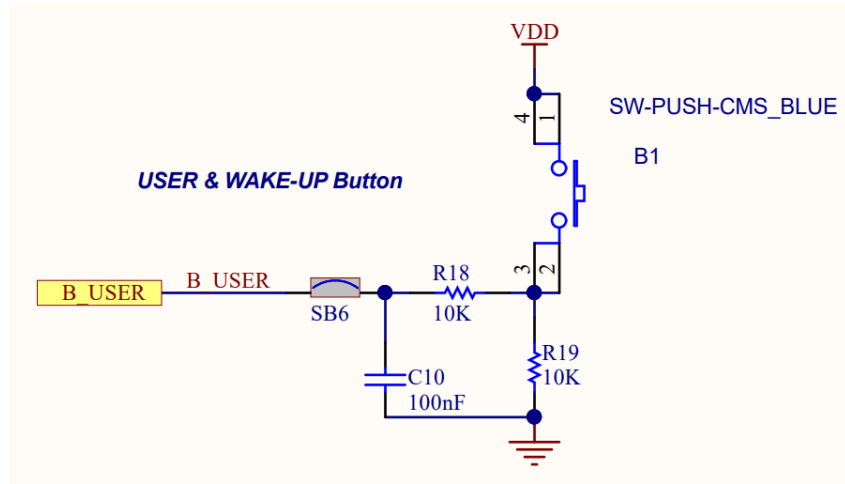 VDD
SW-PUSH-CMS_BLUE
4
1
B1
USER & WAKE-UP Button
3
2
B_USER
B_USER
R18
SB6
10K
R19
10K
C10
100nF